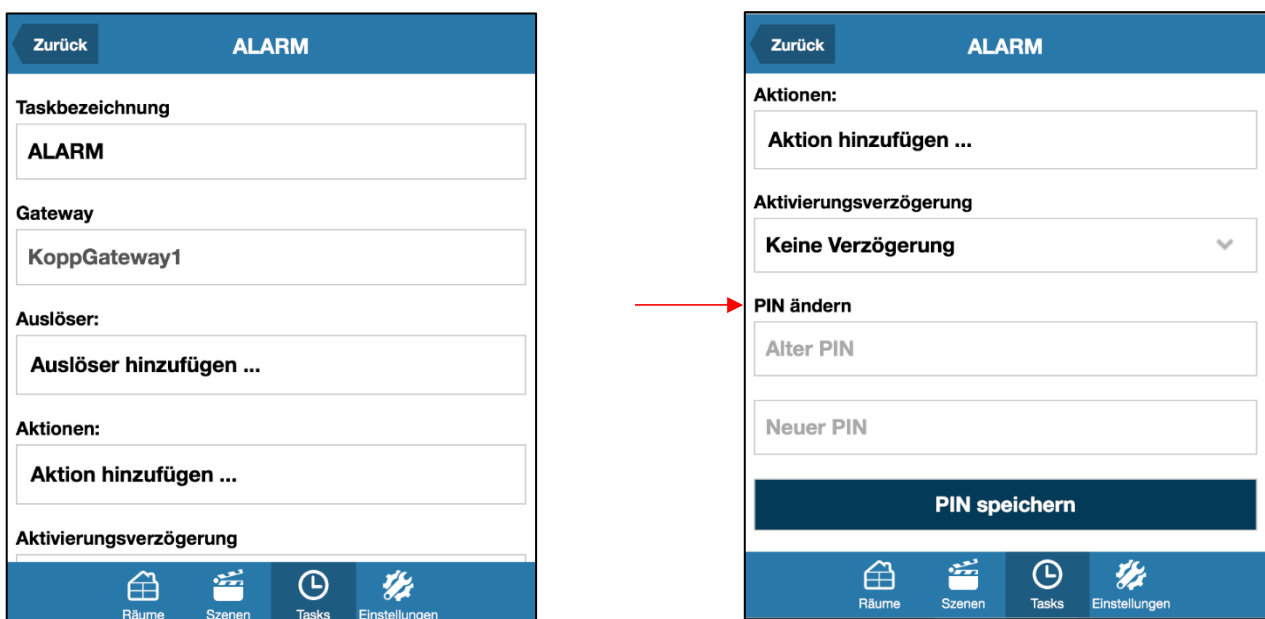 Zurück
ALARM
Taskbezeichnung
ALARM
Gateway
KoppGateway1
Auslöser:
Auslöser hinzufügen ...
Aktionen:
Aktion hinzufügen ...
Aktivierungsverzögerung
Räume Szenen Tasks Einstellungen
Zurück
ALARM
Aktionen:
Aktion hinzufügen ...
Aktivierungsverzögerung
Keine Verzögerung
PIN ändern
Alter PIN
Neuer PIN
PIN speichern
Räume Szenen Tasks Einstellungen